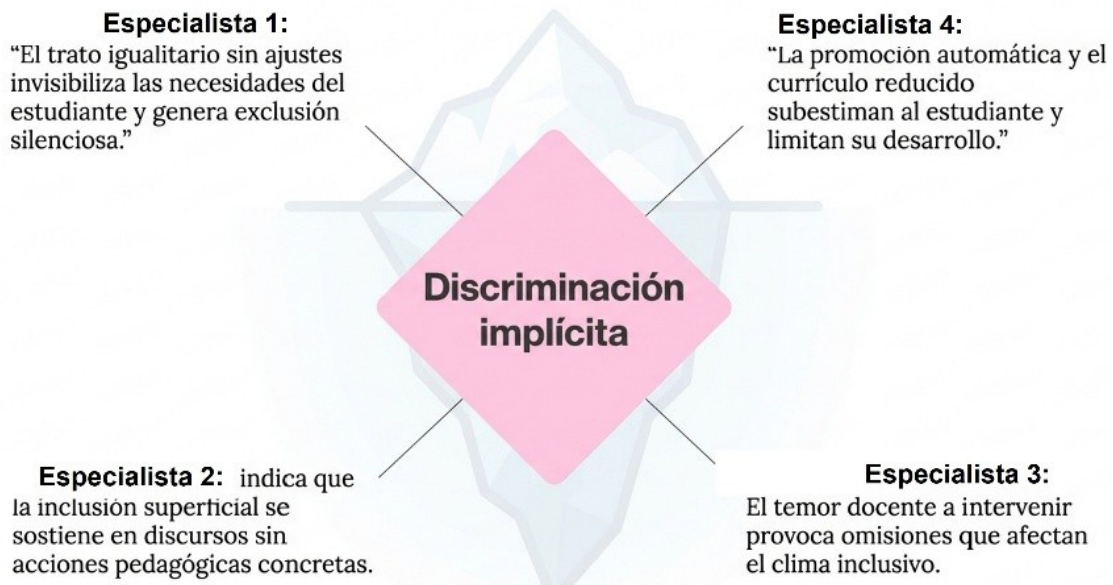 Especialista 1:
“El trato igualitario sin ajustes
invisibiliza las necesidades del
estudiante y genera exclusión
silenciosa.”
Especialista 4:
“La promoción automática y el
currículo reducido
subestiman al estudiante y
limitan su desarrollo.”
Discriminación
implícita
Especialista 2: indica que
la inclusión superficial se
sostiene en discursos sin
acciones pedagógicas concretas.
Especialista 3:
El temor docente a intervenir
provoca omisiones que afectan
el clima inclusivo.